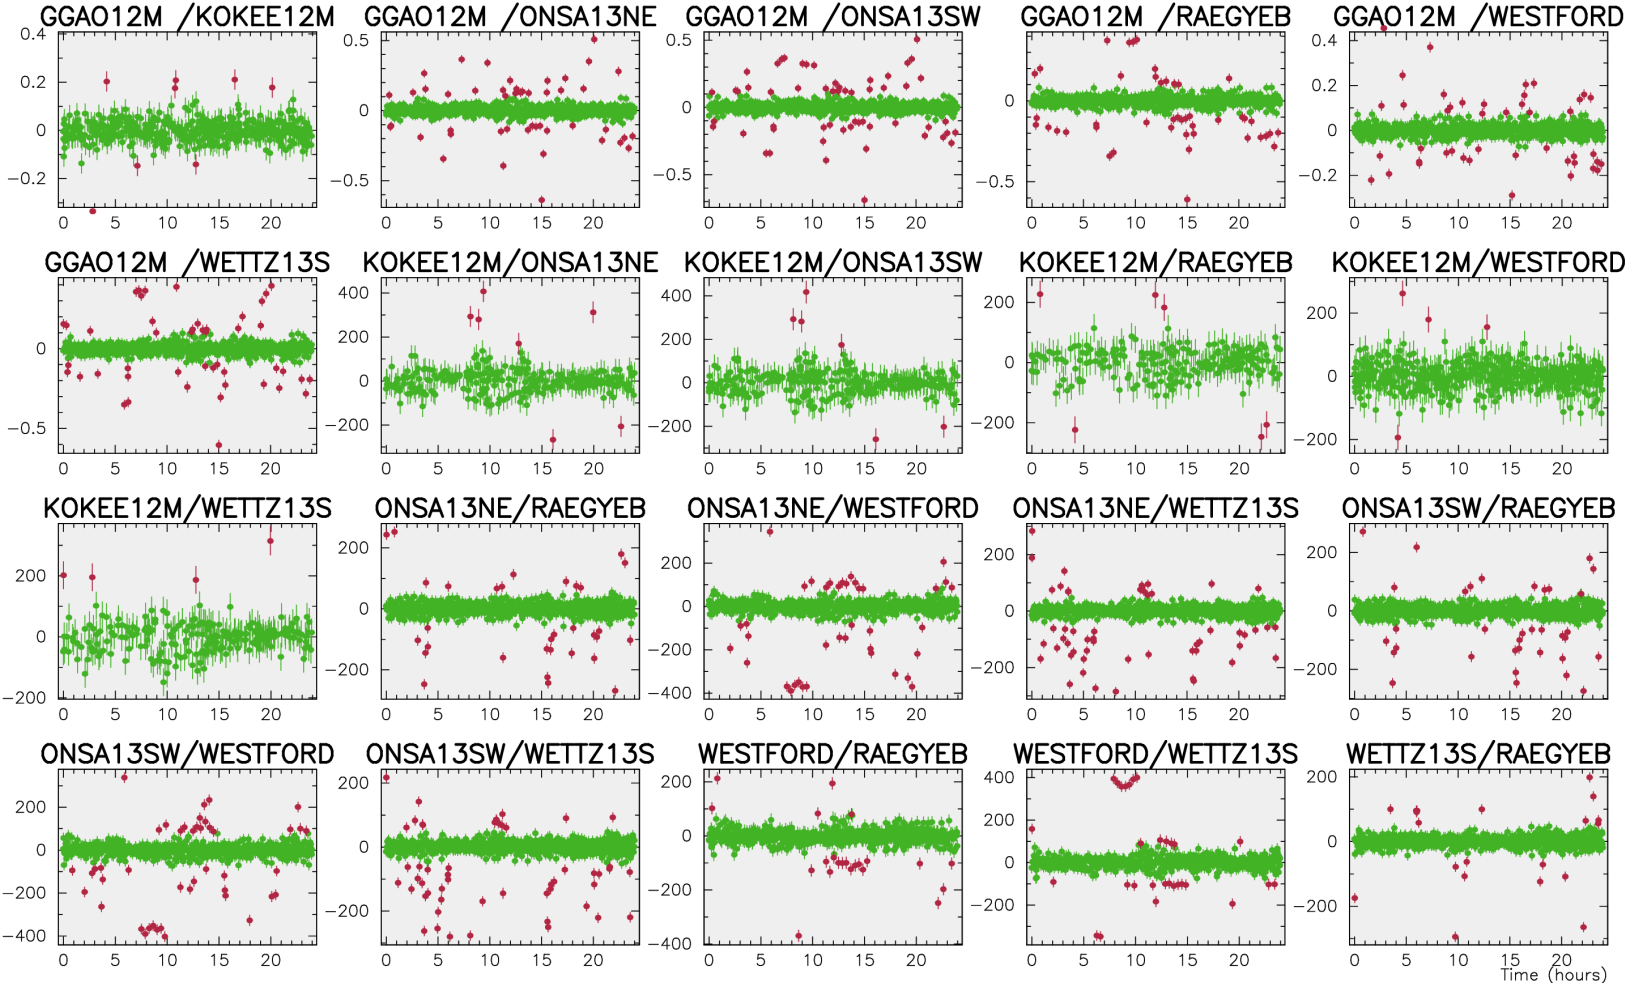 GGAO12M /KOKEE12M GGAO12M /ONSA13NE GGAO12M /ONSA13SW GGAO12M /RAEGYEB GGAO12M /WESTFORD
0.4 0.2 0 −0.2
0.5 0 −0.5
0.5 0 −0.5
0 −0.5
0.4 0.2 0 −0.2
0 5 10 15 20 0 5 10 15 20 0 5 10 15 20 0 5 10 15 20 0 5 10 15 20
GGAO12M /WETTZ13S KOKEE12M/ONSA13NE KOKEE12M/ONSA13SW KOKEE12M/RAEGYEB KOKEE12M/WESTFORD
0 −0.5
400 200 0 −200
400 200 0 −200
200 0 −200
200 0 −200
0 5 10 15 20 0 5 10 15 20 0 5 10 15 20 0 5 10 15 20 0 5 10 15 20
KOKEE12M/WETTZ13S ONSA13NE/RAEGYEB ONSA13NE/WESTFORD ONSA13NE/WETTZ13S ONSA13SW/RAEGYEB
200 0 −200
200 0 −200
200 0 −200 −400
200 0 −200
200 0 −200
0 5 10 15 20 0 5 10 15 20 0 5 10 15 20 0 5 10 15 20 0 5 10 15 20
ONSA13SW/WESTFORD ONSA13SW/WETTZ13S WESTFORD/RAEGYEB WESTFORD/WETTZ13S WETTZ13S/RAEGYEB
200 0 −200 −400
200 0 −200
200 0 −200 −400
400 200 0 −200
200 0 −200
0 5 10 15 20 0 5 10 15 20 0 5 10 15 20 0 5 10 15 20 0 5 10 15 20
Time (hours)